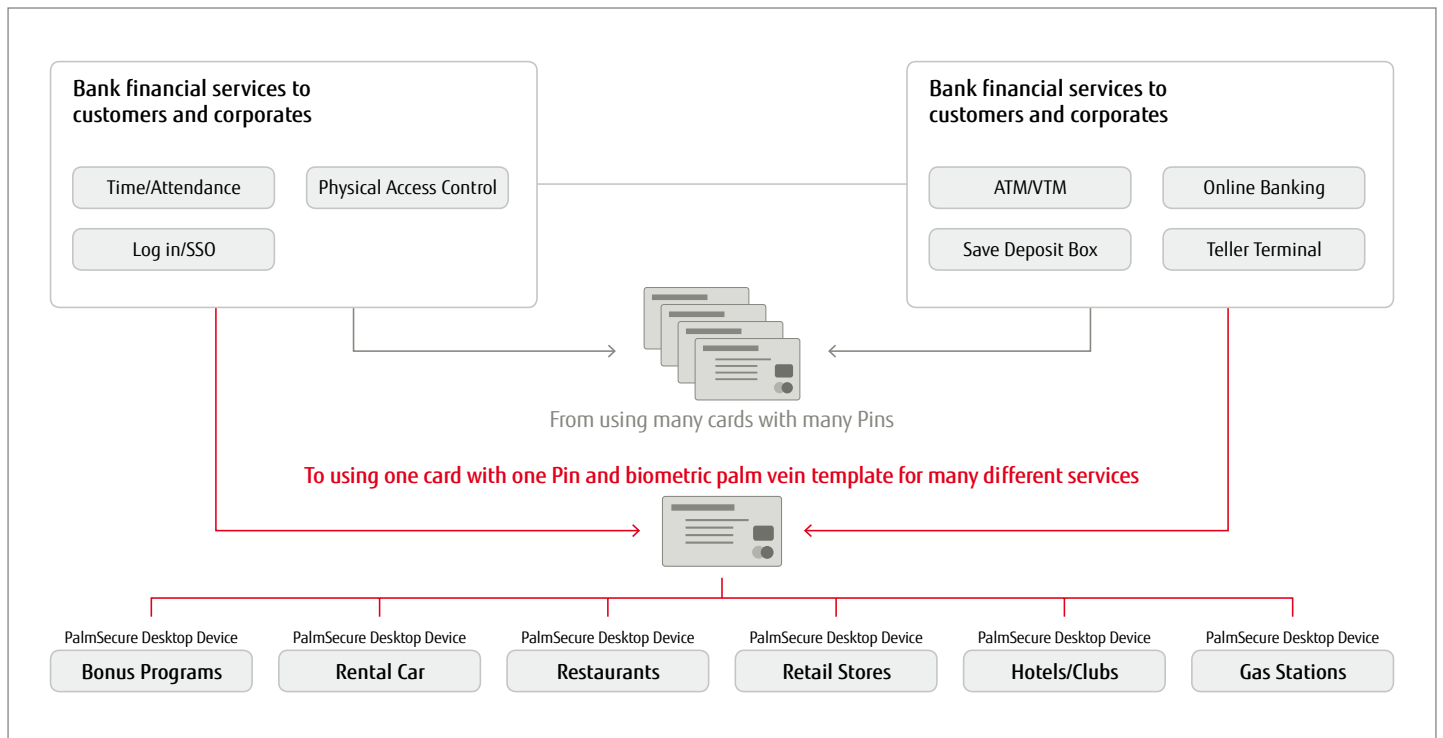 Bank financial services to
customers and corporates
Time/Attendance
Physical Access Control
Log in/SSO
Bank financial services to
customers and corporates
ATM/VTM
Online Banking
Save Deposit Box
Teller Terminal
From using many cards with many Pins
To using one card with one Pin and biometric palm vein template for many different services
PalmSecure Desktop Device
Bonus Programs
PalmSecure Desktop Device
Rental Car
PalmSecure Desktop Device
Restaurants
PalmSecure Desktop Device
Retail Stores
PalmSecure Desktop Device
Hotels/Clubs
PalmSecure Desktop Device
Gas Stations